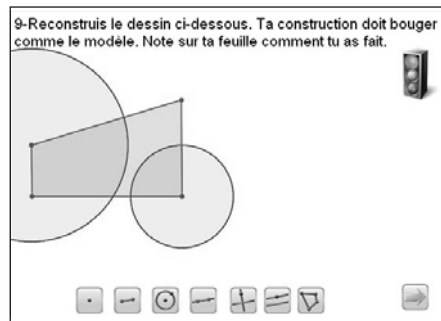 9-Reconstruis le dessin ci-dessous. Ta construction doit bouger
comme le modèle. Note sur ta feuille comment tu as fait.